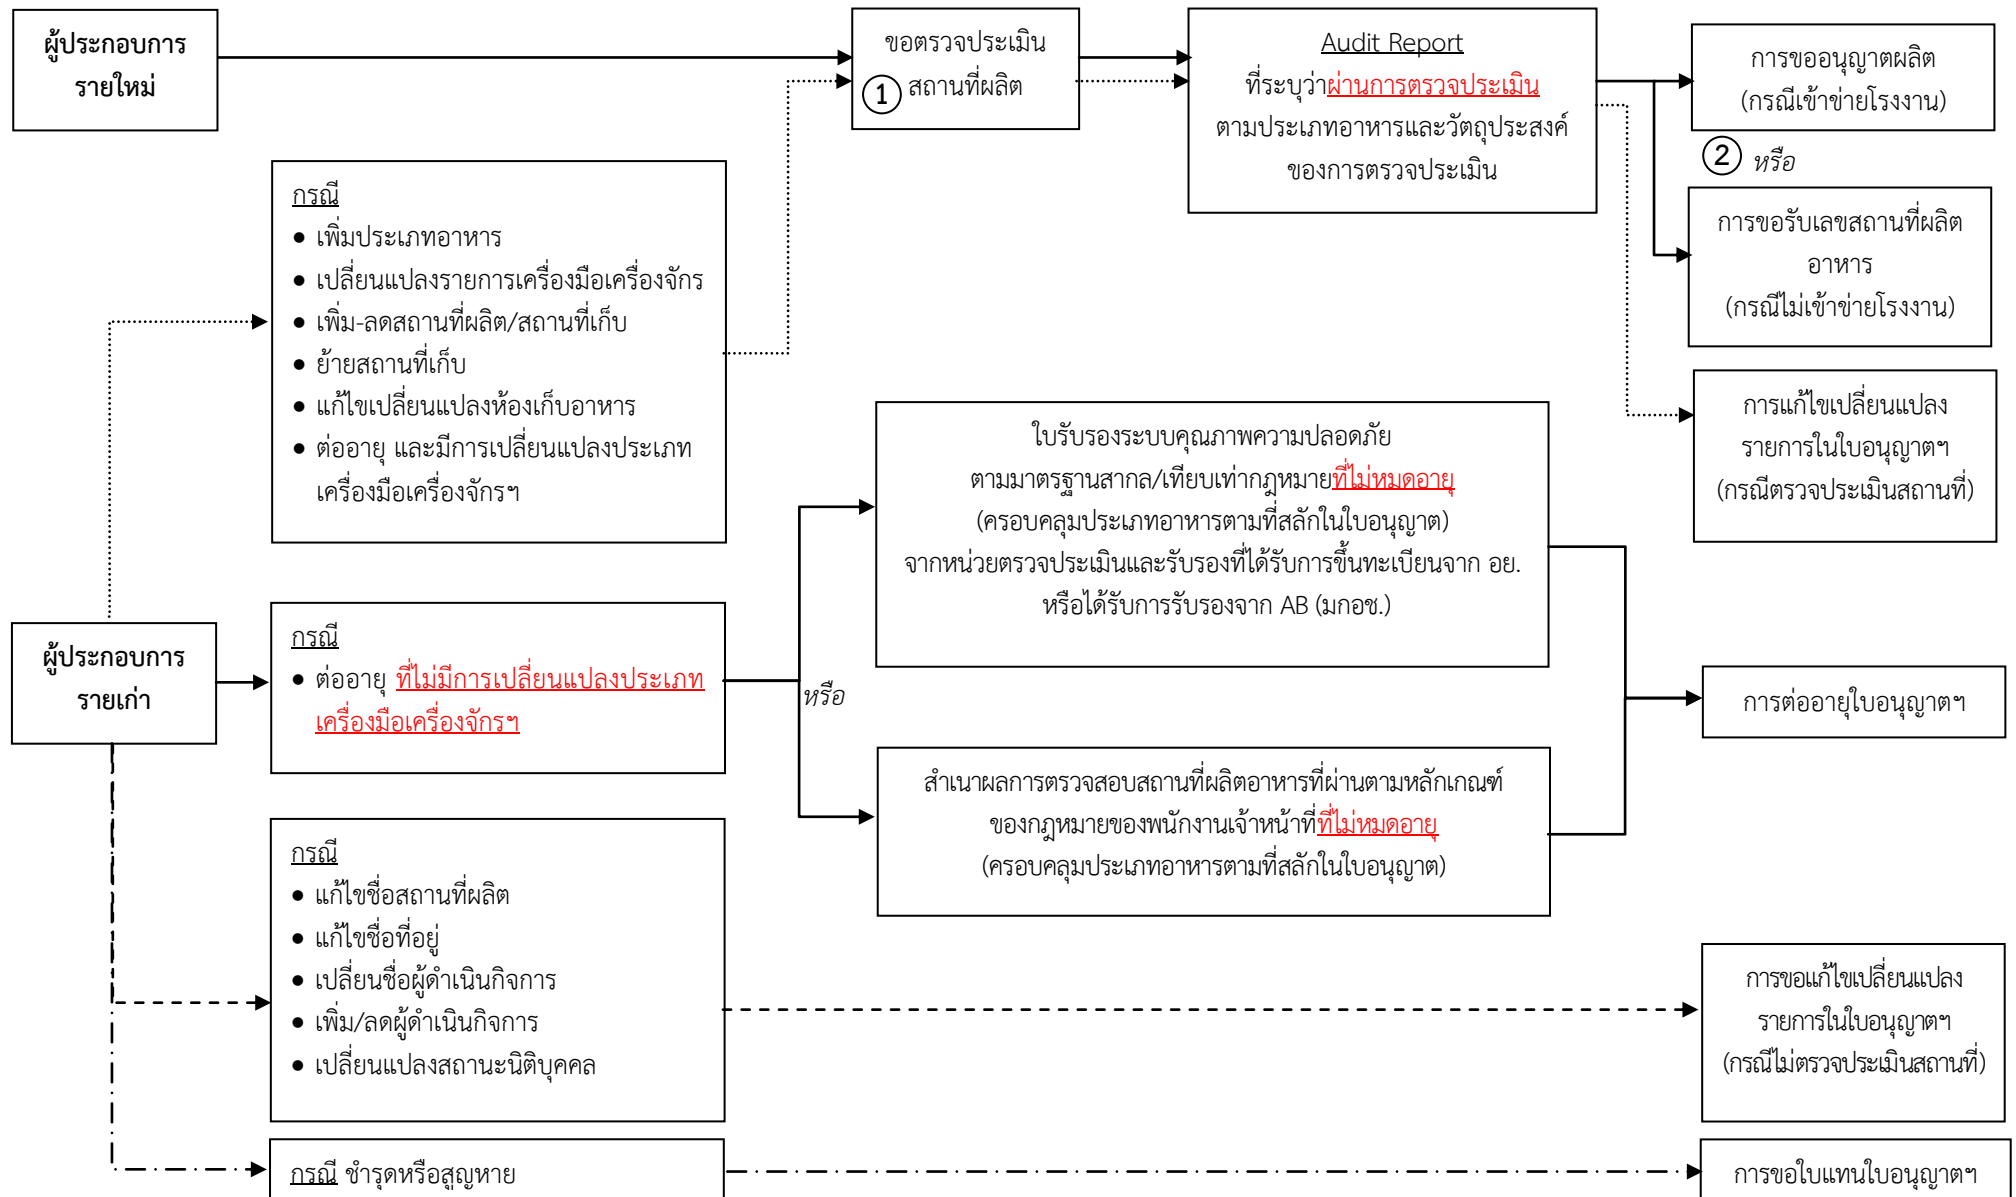 ผู้ประกอบการ
รายใหม่
ขอตรวจประเมิน
1 สถานที่ผลิต
Audit Report
ที่ระบุว่าผ่านการตรวจประเมิน
ตามประเภทอาหารและวัตถุประสงค์
ของการตรวจประเมิน
การขออนุญาตผลิต
(กรณีเข้าข่ายโรงงาน)
2 หรือ
การขอรับเลขสถานที่ผลิต
อาหาร
(กรณีไม่เข้าข่ายโรงงาน)
การแก้ไขเปลี่ยนแปลง
รายการในใบอนุญาตฯ
(กรณีตรวจประเมินสถานที่)
กรณี
• เพิ่มประเภทอาหาร
• เปลี่ยนแปลงรายการเครื่องมือเครื่องจักร
• เพิ่ม-ลดสถานที่ผลิต/สถานที่เก็บ
• ย้ายสถานที่เก็บ
• แก้ไขเปลี่ยนแปลงห้องเก็บอาหาร
• ต่ออายุ และมีการเปลี่ยนแปลงประเภท
เครื่องมือเครื่องจักรฯ
ผู้ประกอบการ
รายเก่า
กรณี
• ต่ออายุ ที่ไม่มีการเปลี่ยนแปลงประเภท
เครื่องมือเครื่องจักรฯ
หรือ
ใบรับรองระบบคุณภาพความปลอดภัย
ตามมาตรฐานสากล/เทียบเท่ากฎหมายที่ไม่หมดอายุ
(ครอบคลุมประเภทอาหารตามที่สลักในใบอนุญาต)
จากหน่วยตรวจประเมินและรับรองที่ได้รับการขึ้นทะเบียนจาก อย.
หรือได้รับการรับรองจาก AB (มกอช.)
สำเนาผลการตรวจสอบสถานที่ผลิตอาหารที่ผ่านตามหลักเกณฑ์
ของกฎหมายของพนักงานเจ้าหน้าที่ที่ไม่หมดอายุ
(ครอบคลุมประเภทอาหารตามที่สลักในใบอนุญาต)
การต่ออายุใบอนุญาตฯ
กรณี
• แก้ไขชื่อสถานที่ผลิต
• แก้ไขชื่อที่อยู่
• เปลี่ยนชื่อผู้ดำเนินกิจการ
• เพิ่ม/ลดผู้ดำเนินกิจการ
• เปลี่ยนแปลงสถานะนิติบุคคล
การขอแก้ไขเปลี่ยนแปลง
รายการในใบอนุญาตฯ
(กรณีไม่ตรวจประเมินสถานที่)
กรณี ชำรุดหรือสูญหาย
การขอใบแทนใบอนุญาตฯ